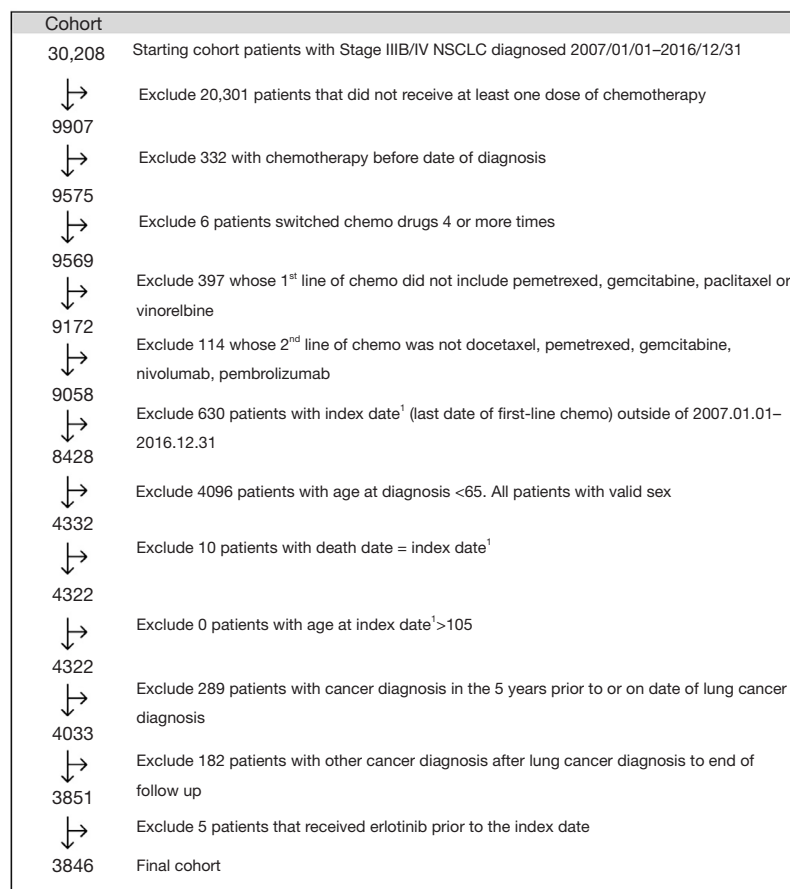 Cohort
30,208 Starting cohort patients with Stage IIIB/IV NSCLC diagnosed 2007/01/01–2016/12/31
Exclude 20,301 patients that did not receive at least one dose of chemotherapy
9907
Exclude 332 with chemotherapy before date of diagnosis
9575
Exclude 6 patients switched chemo drugs 4 or more times
9569
Exclude 397 whose 1st line of chemo did not include pemetrexed, gemcitabine, paclitaxel or
vinorelbine
9172
Exclude 114 whose 2nd line of chemo was not docetaxel, pemetrexed, gemcitabine,
nivolumab, pembrolizumab
9058
Exclude 630 patients with index date1 (last date of first-line chemo) outside of 2007.01.01–
2016.12.31
8428
Exclude 4096 patients with age at diagnosis <65. All patients with valid sex
4332
Exclude 10 patients with death date = index date1
4322
Exclude 0 patients with age at index date1>105
4322
Exclude 289 patients with cancer diagnosis in the 5 years prior to or on date of lung cancer
diagnosis
4033
Exclude 182 patients with other cancer diagnosis after lung cancer diagnosis to end of
follow up
3851
Exclude 5 patients that received erlotinib prior to the index date
3846 Final cohort